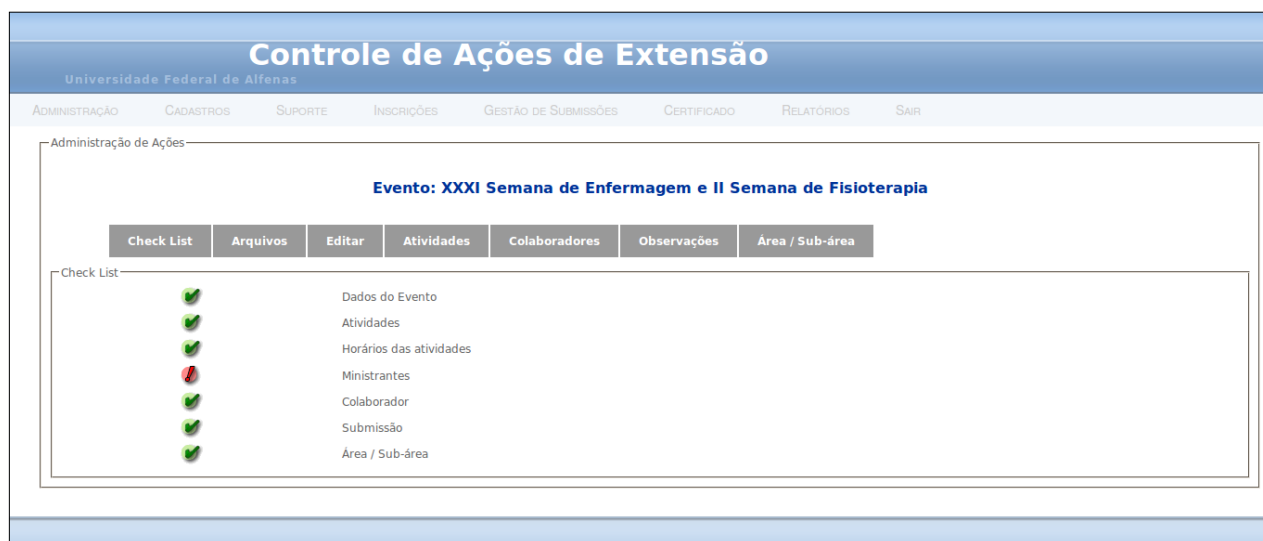 Controle de Ações de Extensão
Universidade Federal de Alfenas
Administração Cadastros Suporte Inscrições Gestão de Submissões Certificado Relatórios Sair
Administração de Ações
Evento: XXXI Semana de Enfermagem e II Semana de Fisioterapia
Check List Arquivos Editar Atividades Colaboradores Observações Área / Sub-área
Check List
Dados do Evento
Atividades
Horários das atividades
Ministrantes
Colaborador
Submissão
Área / Sub-área